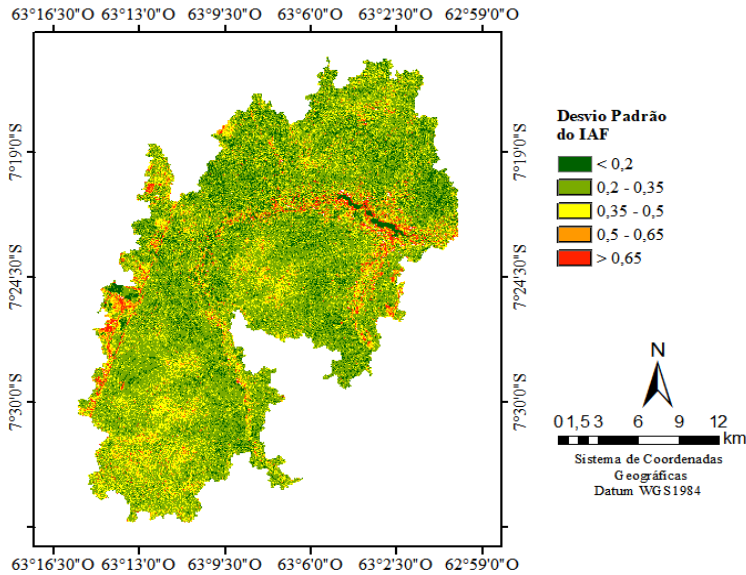 63°16'30"O 63°13'0"O 63°9'30"O 63°6'0"O 63°2'30"O 62°59'0"O
7°19'0"S
7°24'30"S
7°30'0"S
7°19'0"S
7°24'30"S
7°30'0"S
63°16'30"O 63°13'0"O 63°9'30"O 63°6'0"O 63°2'30"O 62°59'0"O
Desvio Padrão
do IAF
< 0,2
0,2 - 0,35
0,35 - 0,5
0,5 - 0,65
> 0,65
N
0 1,5 3 6 9 12
km
Sistema de Coordenadas
Geográficas
Datum WGS1984